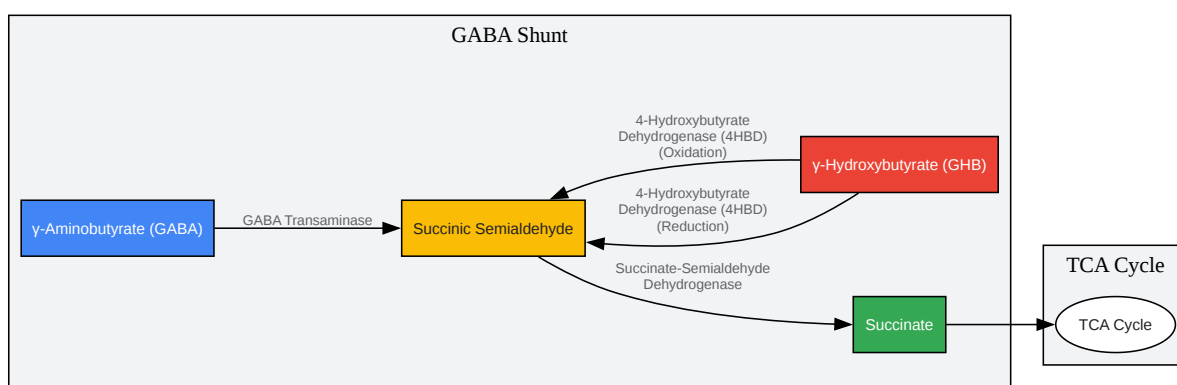 GABA Shunt
4-Hydroxybutyrate
Dehydrogenase (4HBD)
(Oxidation)
γ-Hydroxybutyrate (GHB)
4-Hydroxybutyrate
Dehydrogenase (4HBD)
(Reduction)
γ-Aminobutyrate (GABA)
GABA Transaminase
Succinic Semialdehyde
Succinate-Semialdehyde
Dehydrogenase
Succinate
TCA Cycle
TCA Cycle